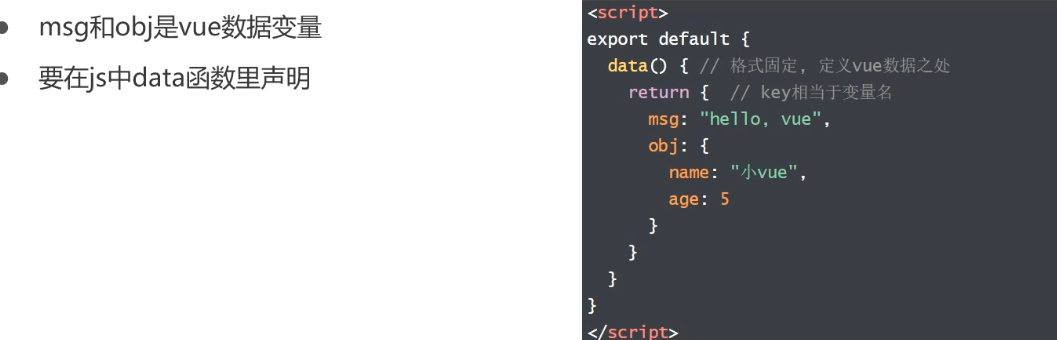 ● msg和obj是vue数据变量
● 要在js中data函数里声明
<script>
export default {
  data() { // 格式固定, 定义vue数据之处
    return {  // key相当于变量名
      msg: "hello, vue",
      obj: {
        name: "小vue",
        age: 5
      }
    }
  }
}
</script>